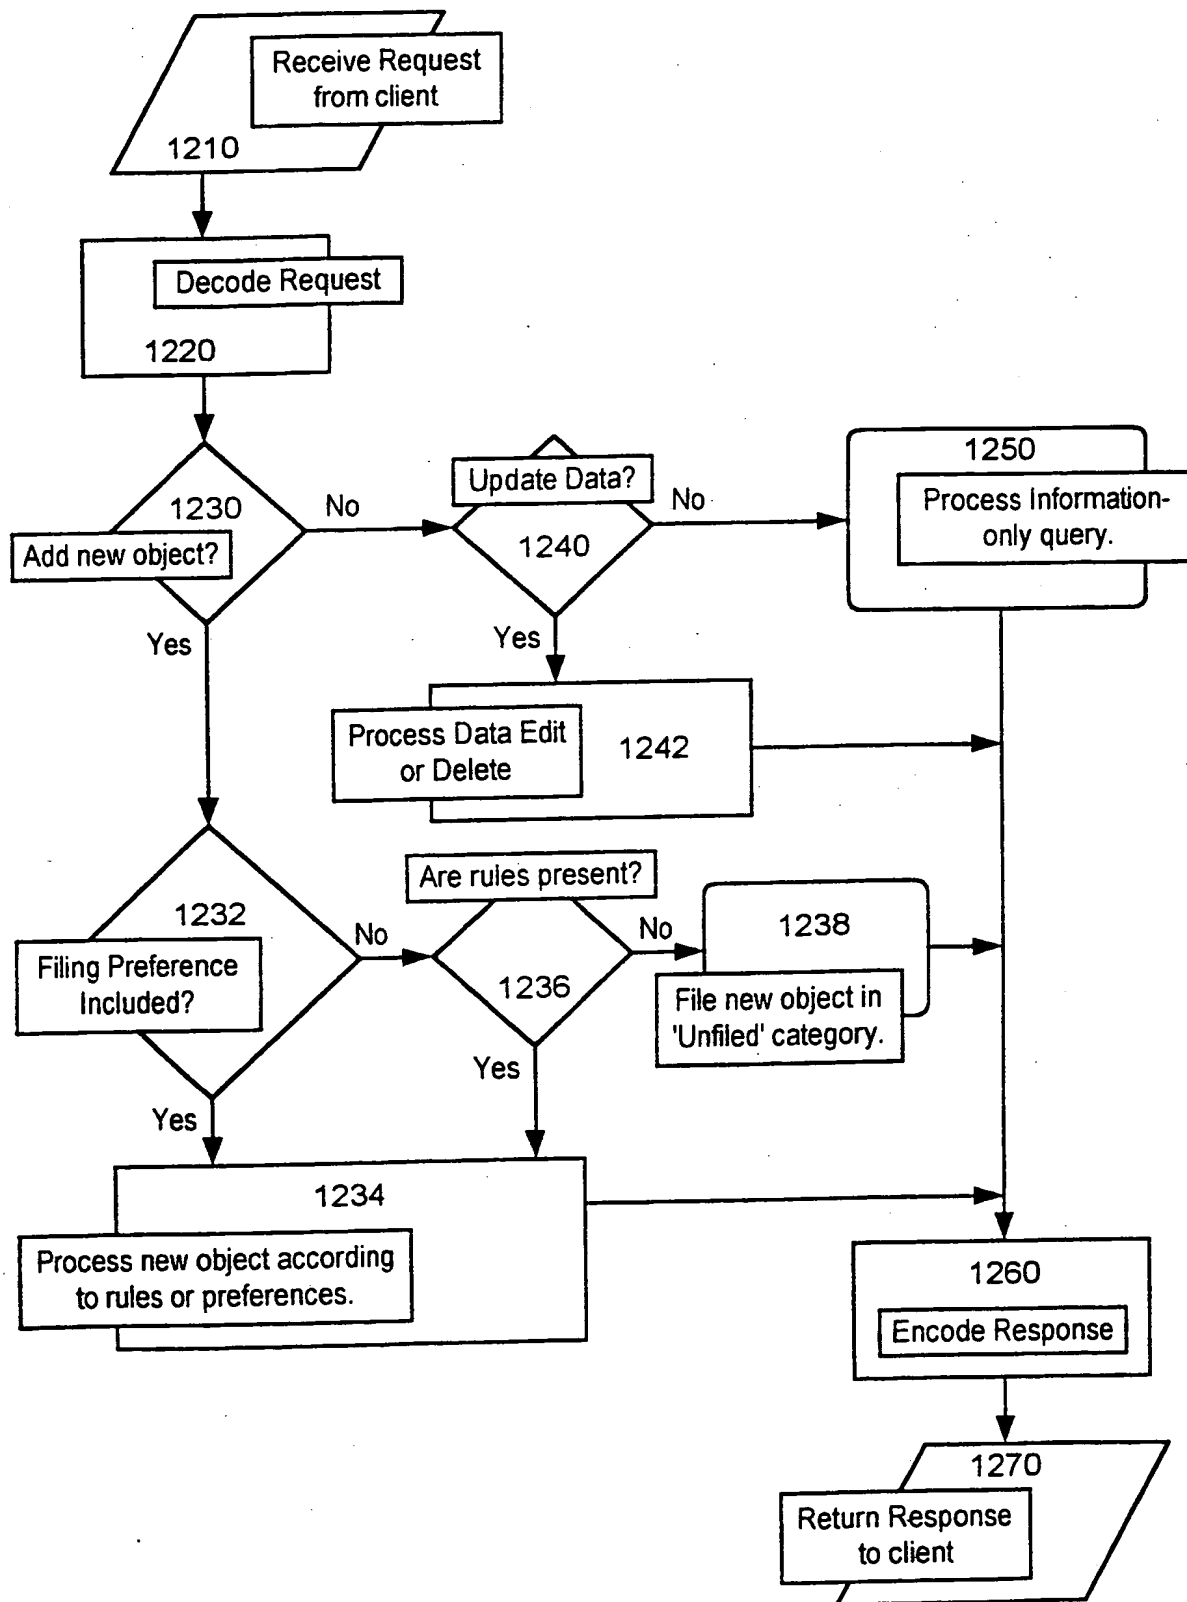 Receive Request
from client
1210
Decode Request
1220
1230
Add new object?
No
Update Data?
1240
No
1250
Process Information-
only query.
Yes
Yes
Process Data Edit
or Delete
1242
1232
Filing Preference
Included?
No
Are rules present?
1236
No
1238
File new object in
'Unfiled' category.
Yes
Yes
1234
Process new object according
to rules or preferences.
1260
Encode Response
1270
Return Response
to client